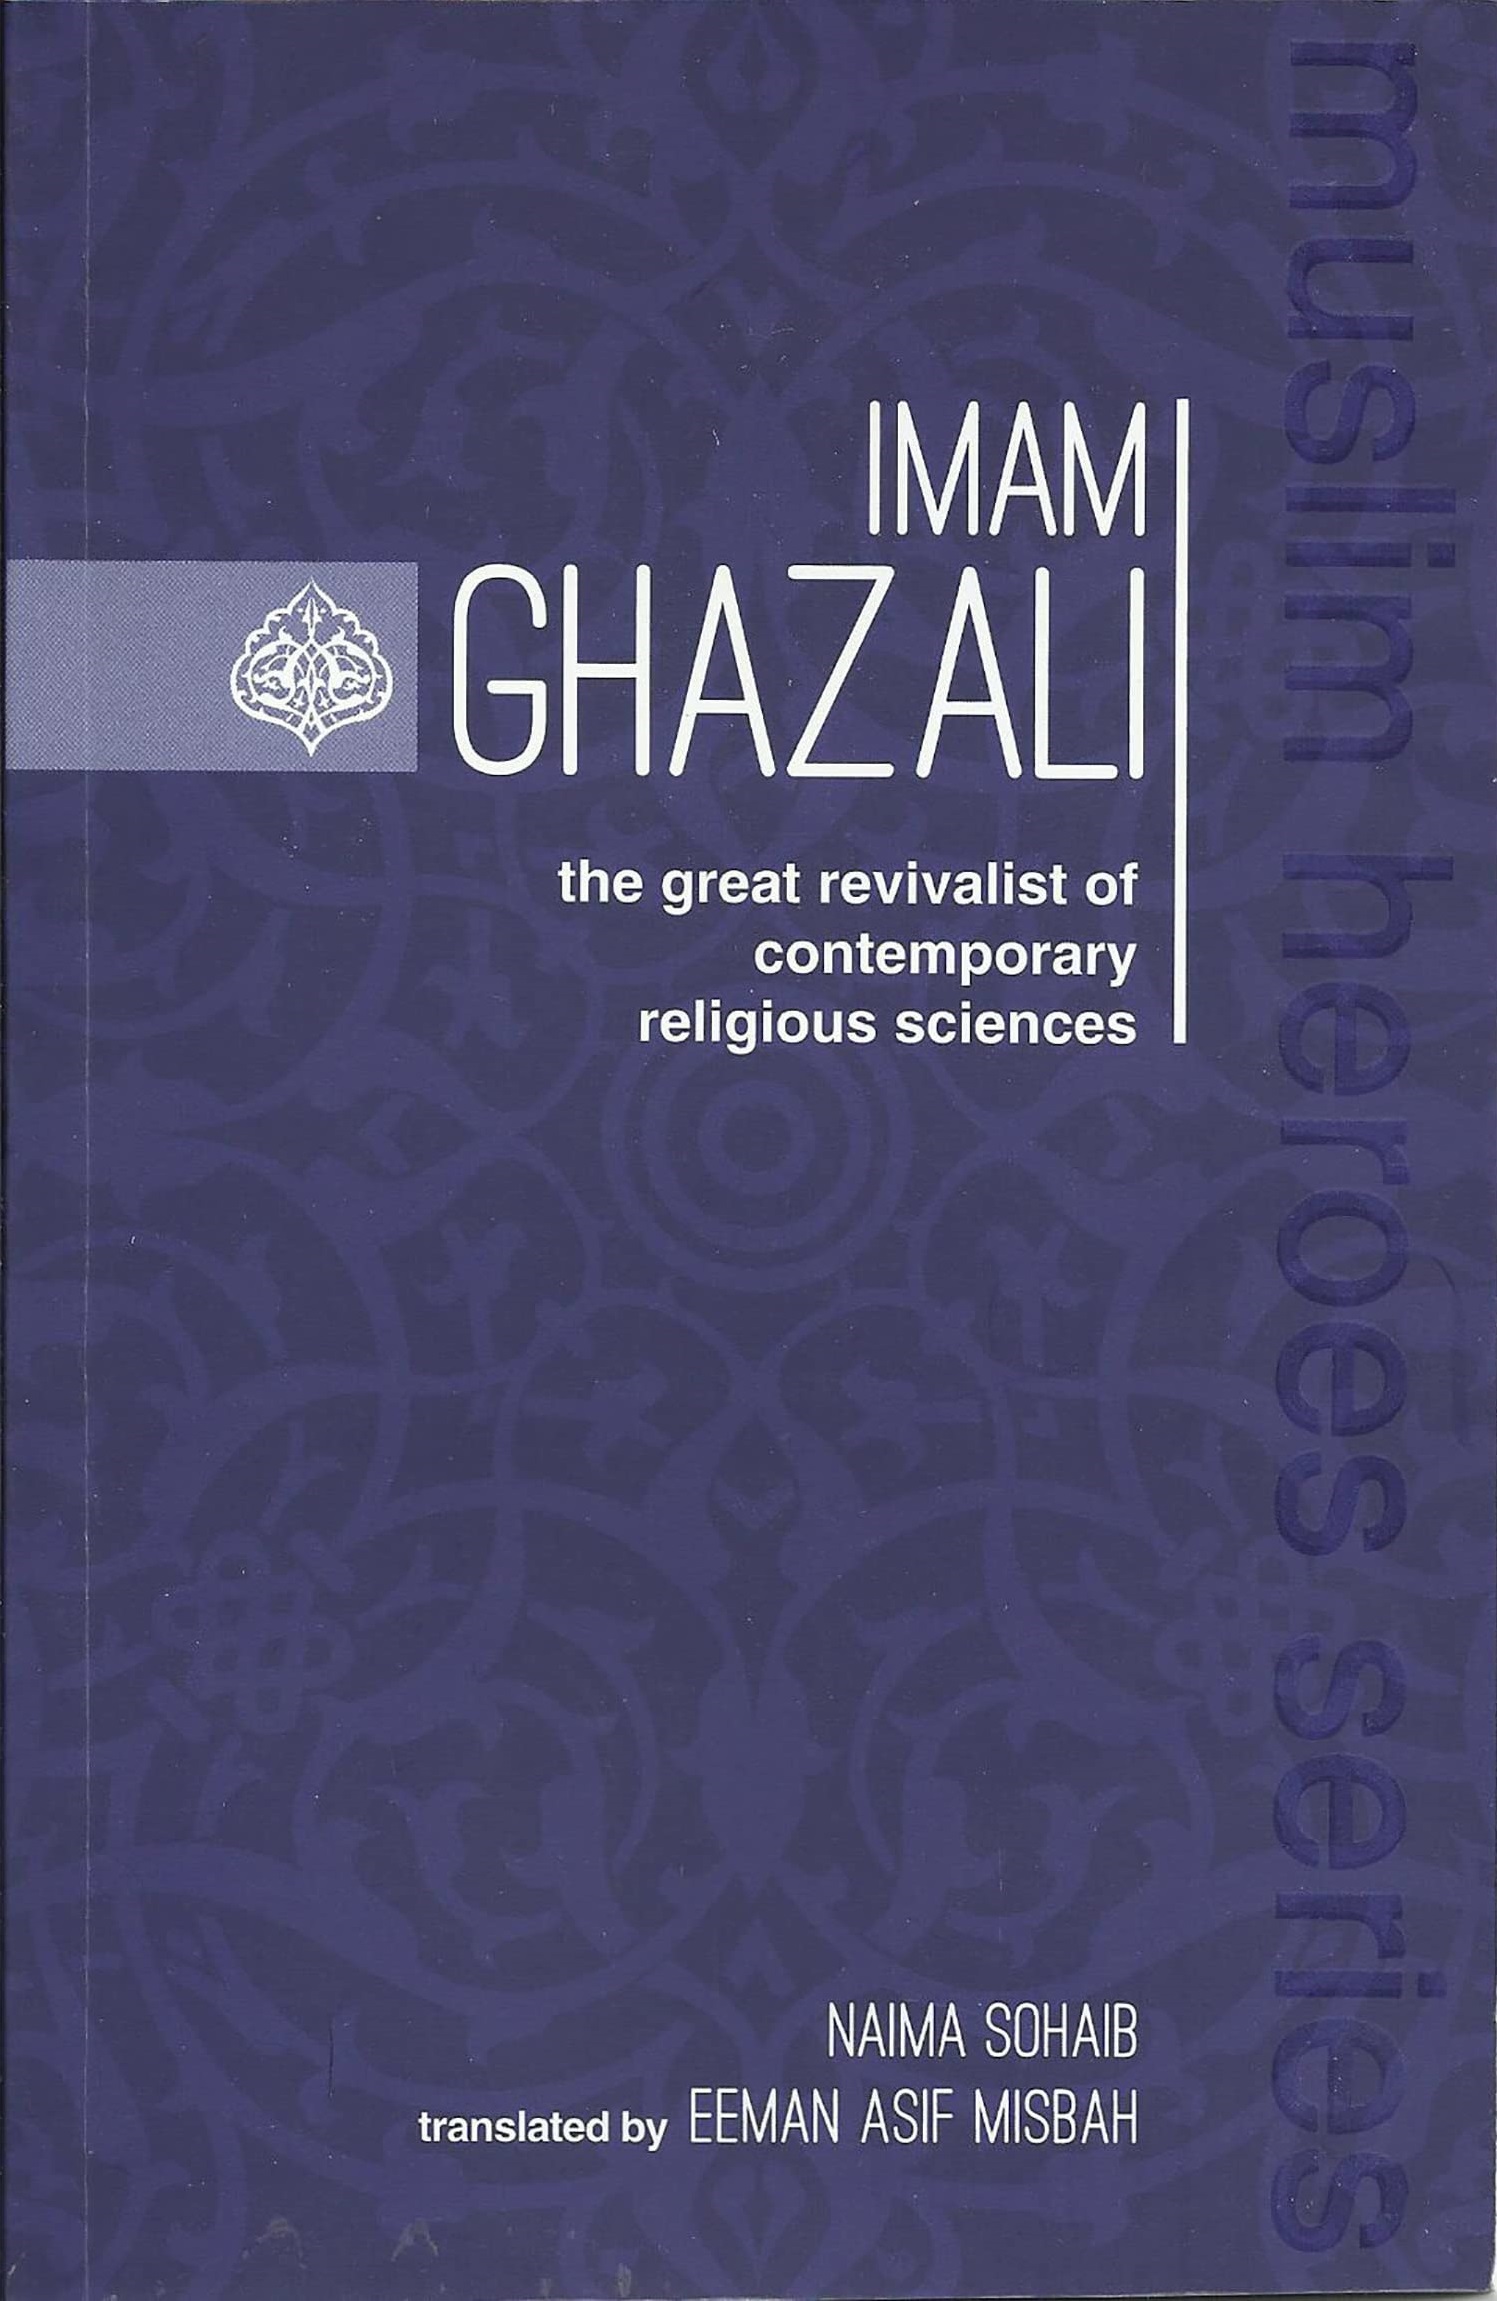 IMAM
GHAZALI
the great revivalist of
contemporary
religious sciences
muslim heroes series
NAIMA SOHAIB
translated by EEMAN ASIF MISBAH